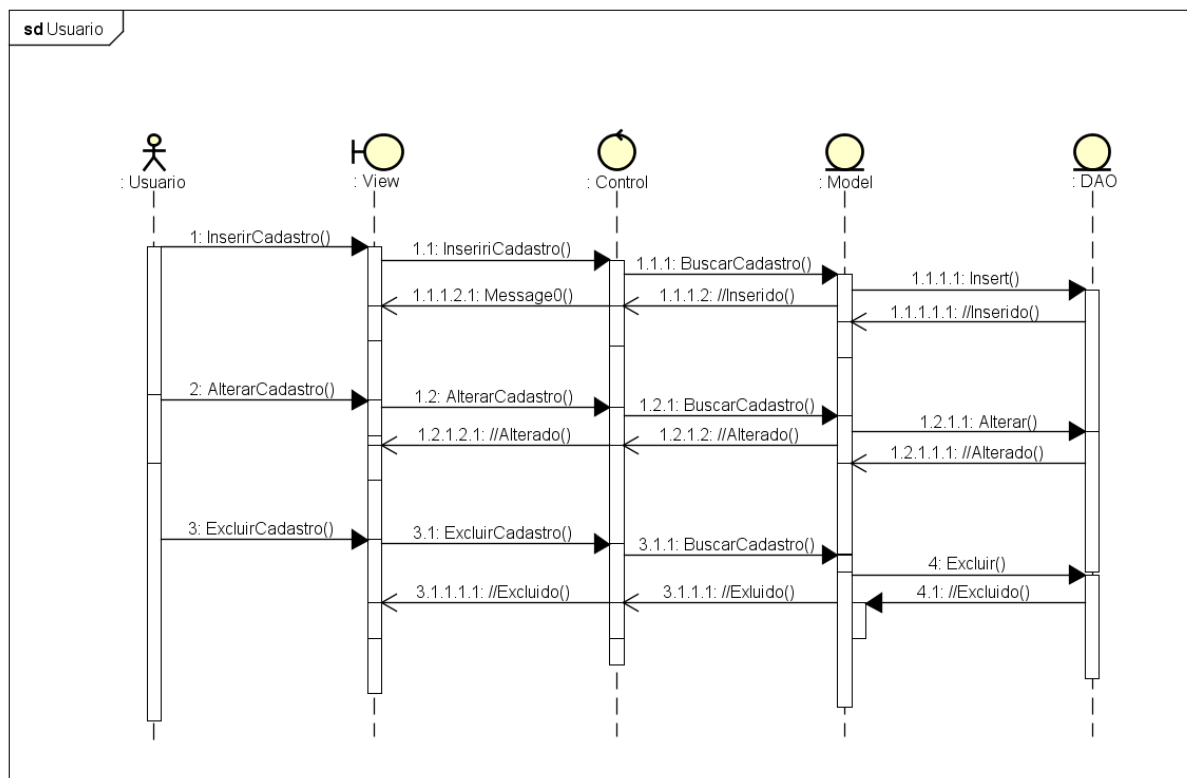 sd Usuario
: Usuario
: View
: Control
: Model
: DAO
1: InserirCadastro()
1.1: InseririCadastro()
1.1.1: BuscarCadastro()
1.1.1.1: Insert()
1.1.1.2.1: Message0()
1.1.1.2: //Inserido()
1.1.1.1.1: //Inserido()
2: AlterarCadastro()
1.2: AlterarCadastro()
1.2.1: BuscarCadastro()
1.2.1.1: Alterar()
1.2.1.2.1: //Alterado()
1.2.1.2: //Alterado()
1.2.1.1.1: //Alterado()
3: ExcluirCadastro()
3.1: ExcluirCadastro()
3.1.1: BuscarCadastro()
4: Excluir()
3.1.1.1.1: //Excluido()
3.1.1.1: //Exluido()
4.1: //Excluido()